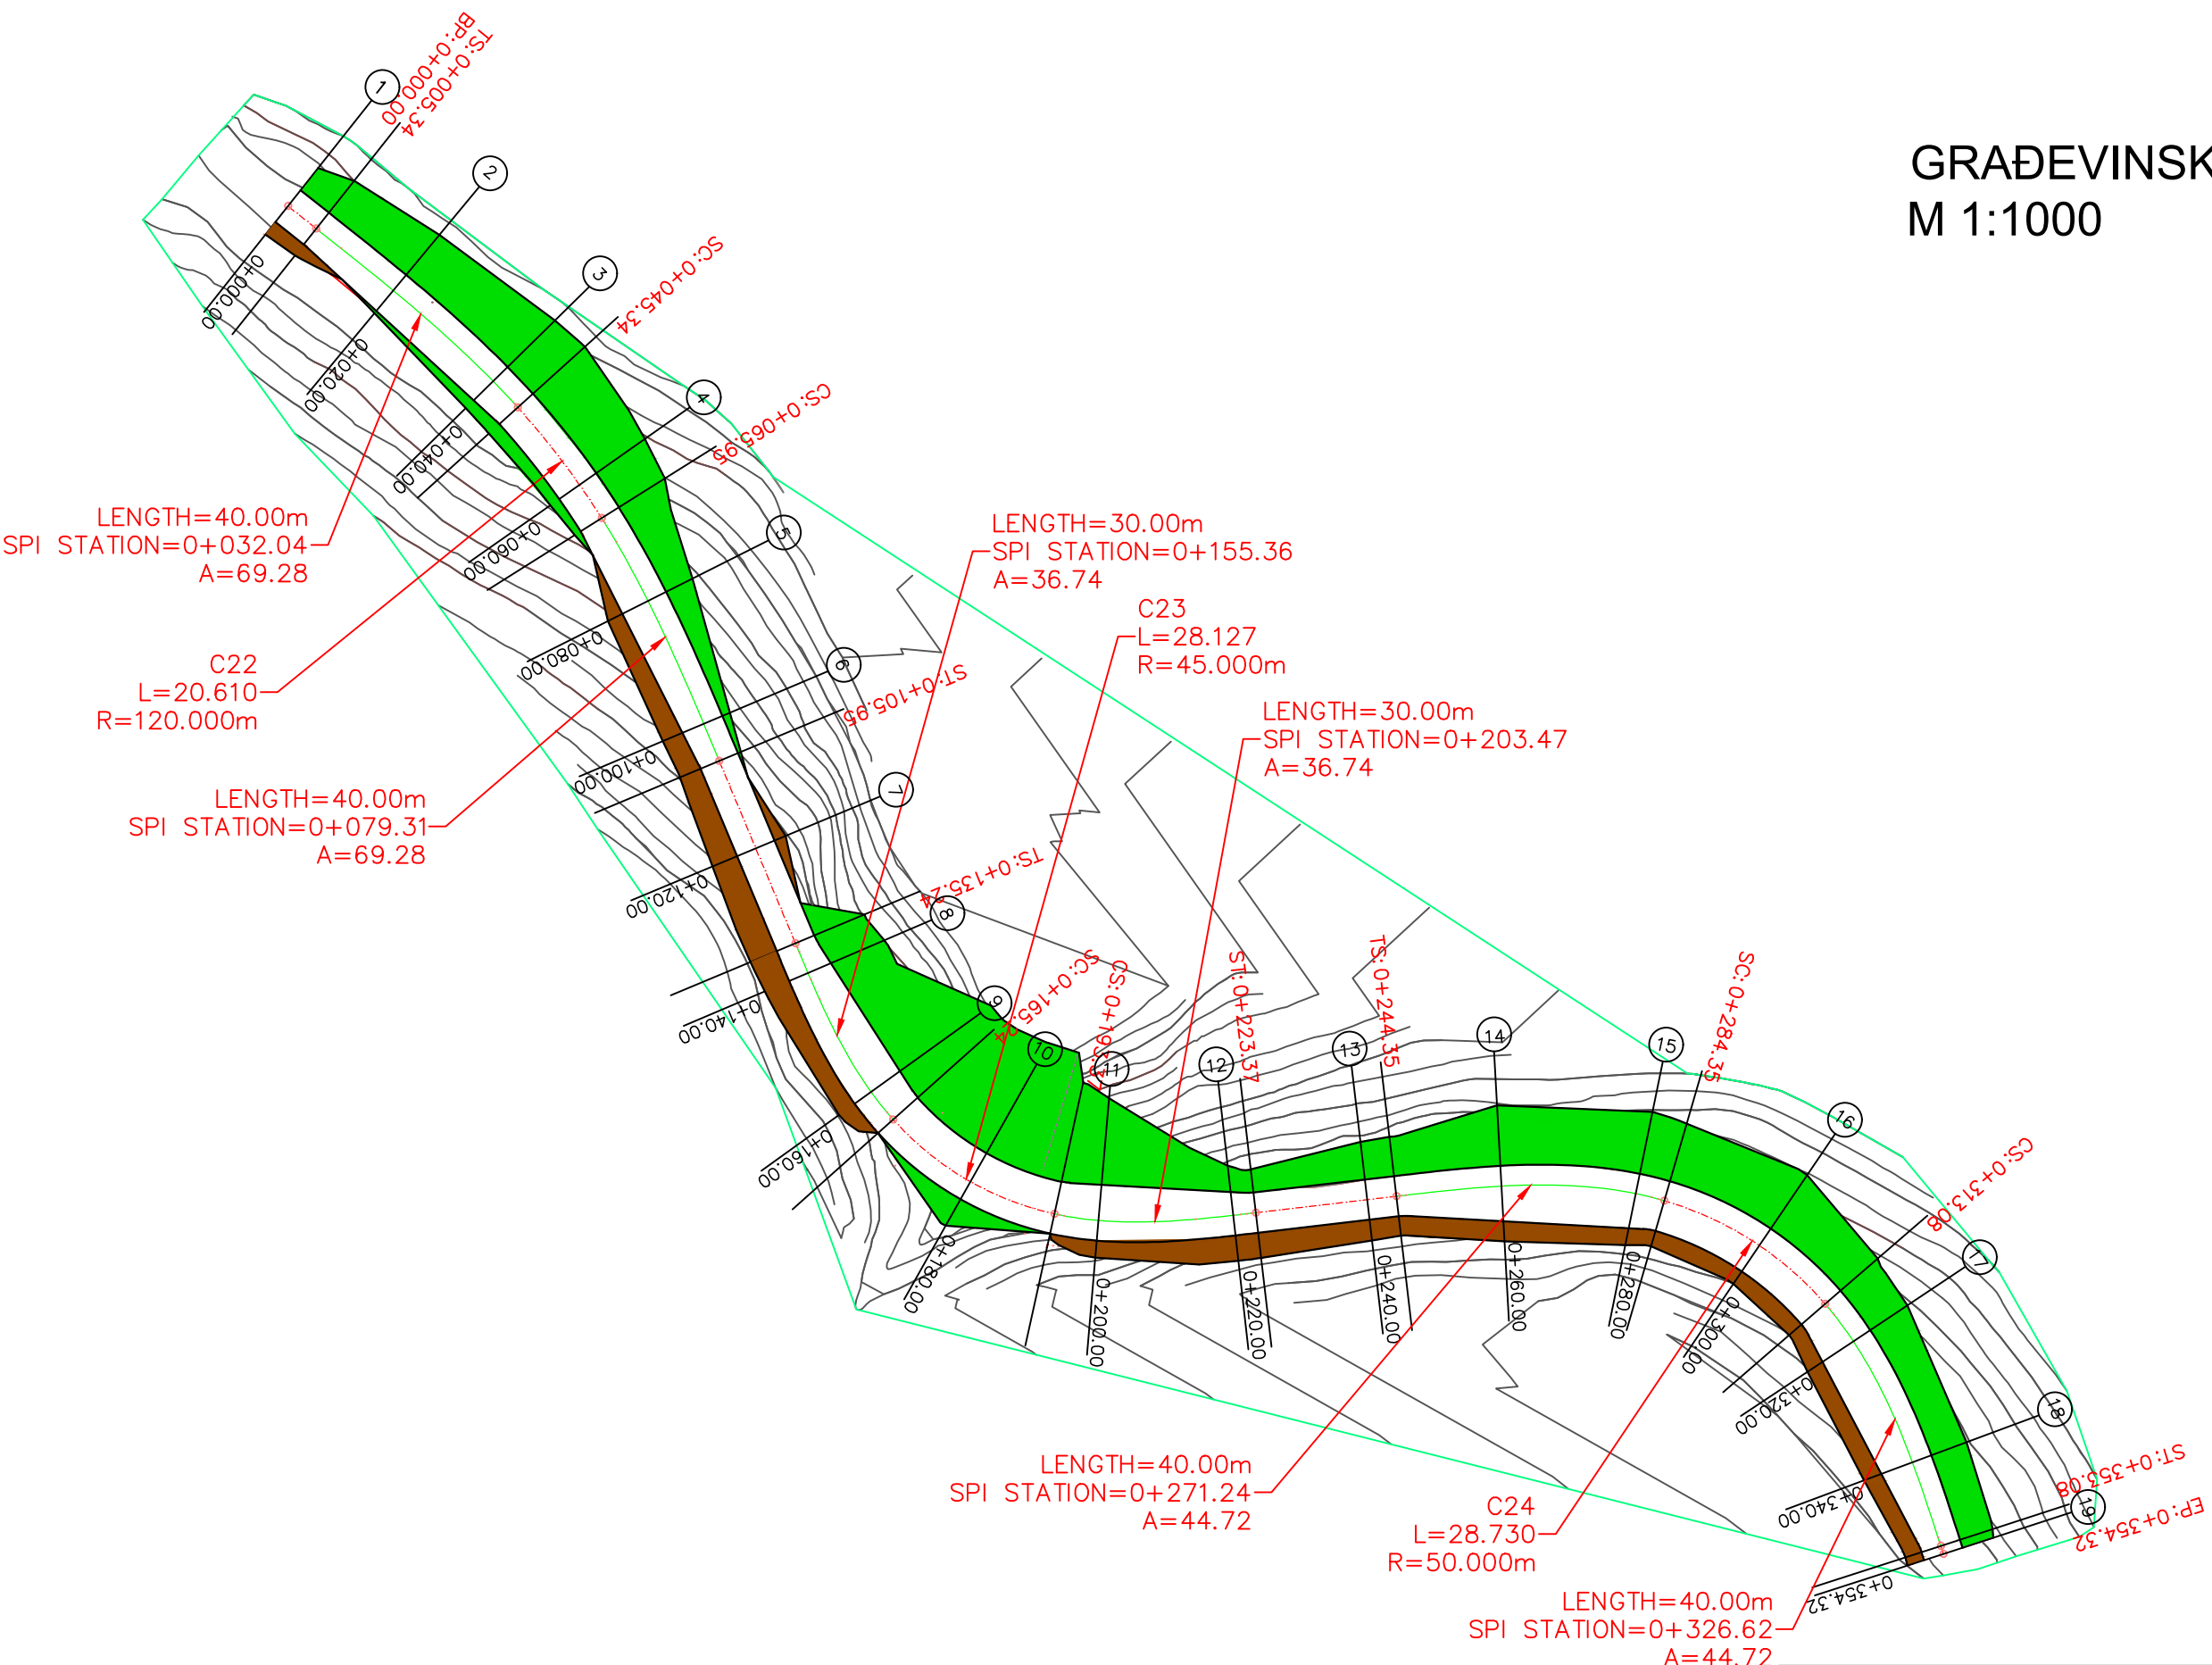 GRAĐEVINSK
M 1:1000
BP:0+000.00
TS:0+005.34
1
2
3
SC:0+045.34
4
CS:0+065.95
5
6
ST:0+105.95
7
TS:0+135.24
8
9
SC:0+165.24
10
CS: 0+193.37
11
12
ST: 0+223.37
13
TS: 0+244.35
14
15
SC:0+284.35
16
CS:0+313.08
17
18
ST:0+353.08
19
EP:0+354.32
0+000.00
0+020.00
0+040.00
0+060.00
0+080.00
0+100.00
0+120.00
0+140.00
0+160.00
0+180.00
0+200.00
0+220.00
0+240.00
0+260.00
0+280.00
0+300.00
0+320.00
0+340.00
0+354.32
LENGTH=40.00m
SPI STATION=0+032.04
A=69.28
C22
L=20.610
R=120.000m
LENGTH=40.00m
SPI STATION=0+079.31
A=69.28
LENGTH=30.00m
SPI STATION=0+155.36
A=36.74
C23
L=28.127
R=45.000m
LENGTH=30.00m
SPI STATION=0+203.47
A=36.74
LENGTH=40.00m
SPI STATION=0+271.24
A=44.72
C24
L=28.730
R=50.000m
LENGTH=40.00m
SPI STATION=0+326.62
A=44.72